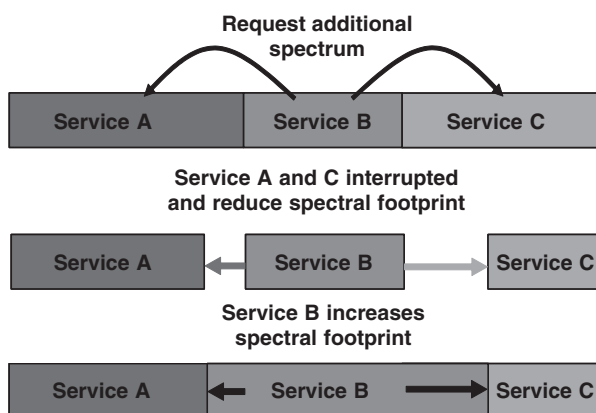 Request additional
spectrum
Service A Service B Service C
Service A and C interrupted
and reduce spectral footprint
Service A Service B Service C
Service B increases
spectral footprint
Service A Service B Service C